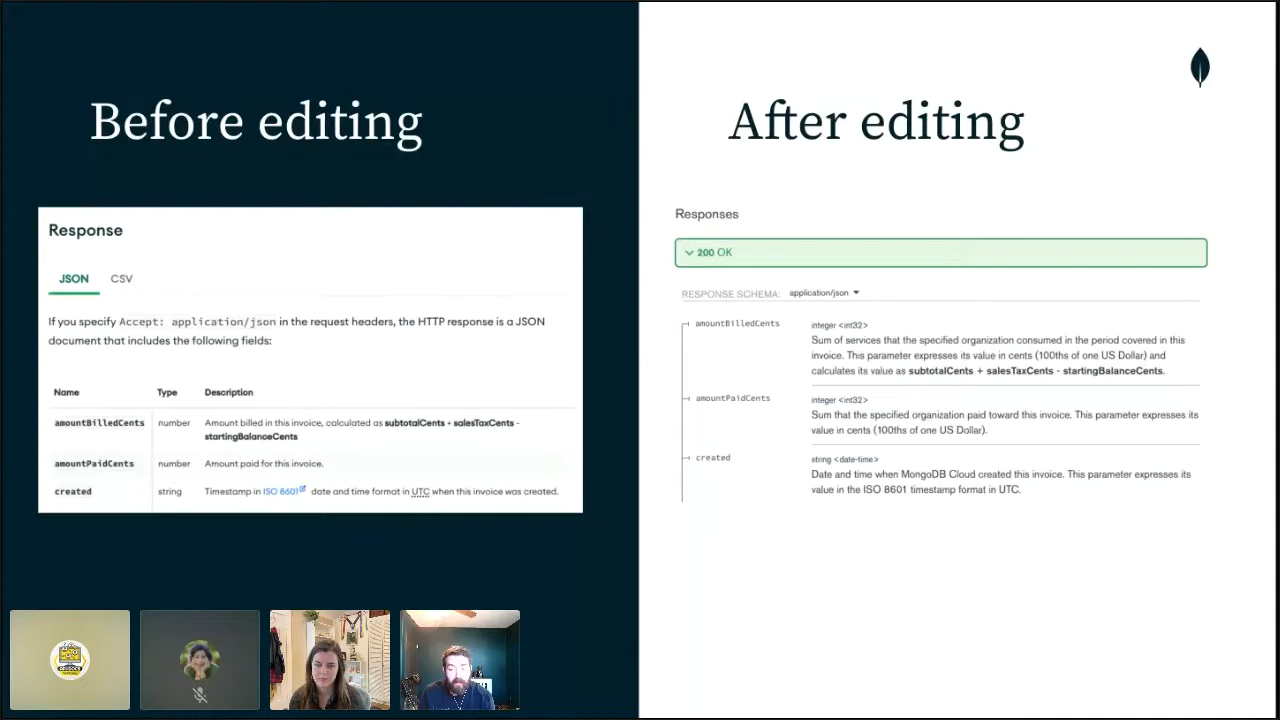 Before editing
Response
JSON CSV
If you specify Accept: application/json in the request headers, the HTTP response is a JSON
document that includes the following fields:
Name Type Description
amountBilledCents number Amount billed in this invoice, calculated as subtotalCents + salesTaxCents -
startingBalanceCents
amountPaidCents number Amount paid for this invoice.
created string Timestamp in ISO 8601 date and time format in UTC when this invoice was created.
After editing
Responses
200 OK
RESPONSE SCHEMA: application/json
amountBilledCents integer <int32>
Sum of services that the specified organization consumed in the period covered in this
invoice. This parameter expresses its value in cents (100ths of one US Dollar) and
calculates its value as subtotalCents + salesTaxCents - startingBalanceCents.
amountPaidCents integer <int32>
Sum that the specified organization paid toward this invoice. This parameter expresses its
value in cents (100ths of one US Dollar).
created string <date-time>
Date and time when MongoDB Cloud created this invoice. This parameter expresses its
value in the ISO 8601 timestamp format in UTC.